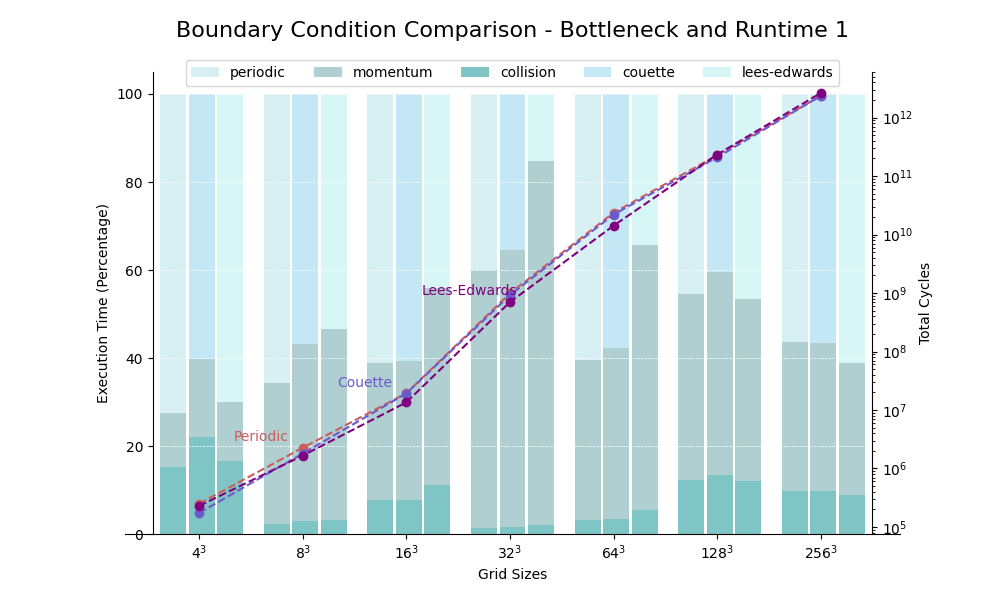 Boundary Condition Comparison - Bottleneck and Runtime 1
periodic momentum collision couette lees-edwards
100
80
60
40
20
0
Execution Time (Percentage)
10¹²
10¹¹
10¹⁰
10⁹
10⁸
10⁷
10⁶
10⁵
Total Cycles
Lees-Edwards
Couette
Periodic
4³ 8³ 16³ 32³ 64³ 128³ 256³
Grid Sizes